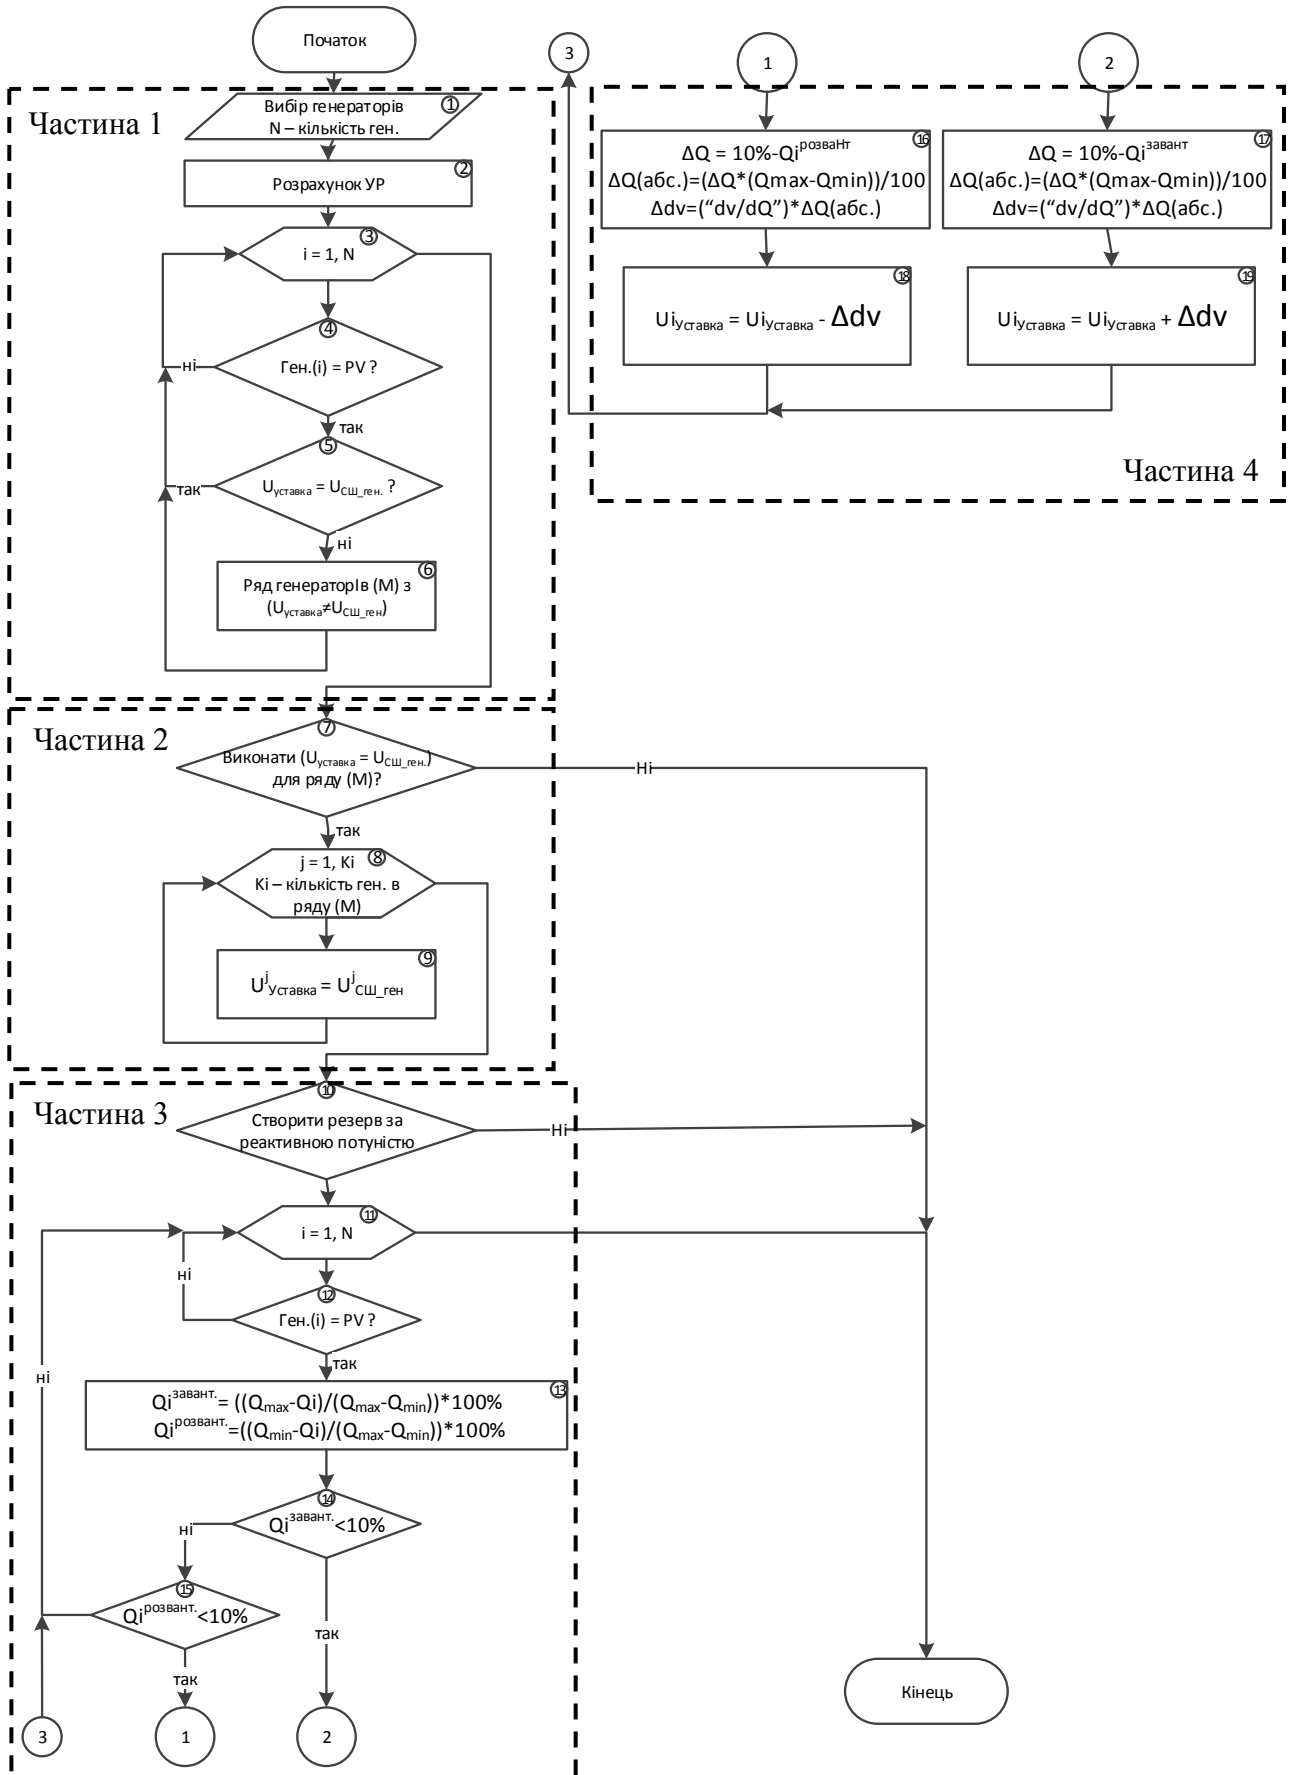 Початок
Частина 1
1
Вибір генераторів
N – кількість ген.
2
Розрахунок УР
3
i = 1, N
4
Ген.(i) = PV ?
ні
так
5
Uуставка = UСШ_ген. ?
так
ні
6
Ряд генераторІв (М) з
(Uуставка≠UСШ_ген)
Частина 2
7
Виконати (Uуставка = UСШ_ген.)
для ряду (М)?
Ні
так
8
j = 1, Ki
Ki – кількість ген. в
ряду (М)
9
UjУставка = UjСШ_ген
Частина 3
10
Створити резерв за
реактивною потуністю
Ні
11
i = 1, N
ні
12
Ген.(i) = PV ?
так
ні
13
Qiзавант.= ((Qmax-Qi)/(Qmax-Qmin))*100%
Qiрозвант.=((Qmin-Qi)/(Qmax-Qmin))*100%
14
Qiзавант.<10%
ні
15
Qiрозвант.<10%
так
так
3
1
2
3
1
2
16
ΔQ = 10%-QiрозваНт
ΔQ(абс.)=(ΔQ*(Qmax-Qmin))/100
Δdv=(“dv/dQ”)*ΔQ(абс.)
17
ΔQ = 10%-Qiзавант
ΔQ(абс.)=(ΔQ*(Qmax-Qmin))/100
Δdv=(“dv/dQ”)*ΔQ(абс.)
18
UiУставка = UiУставка - Δdv
19
UiУставка = UiУставка + Δdv
Частина 4
Кінець